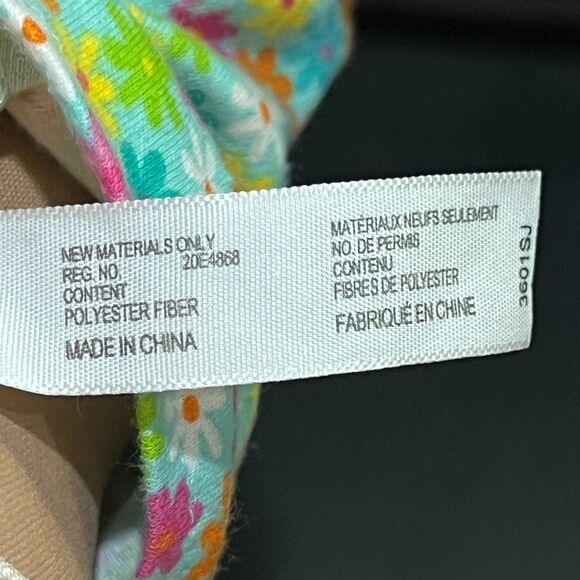 NEW MATERIALS ONLY
REG. NO. 20E4868
CONTENT
POLYESTER FIBER
MADE IN CHINA
MATÉRIAUX NEUFS SEULEMENT
NO. DE PERMIS
CONTENU
FIBRES DE POLYESTER
FABRIQUÉ EN CHINE
3601SJ